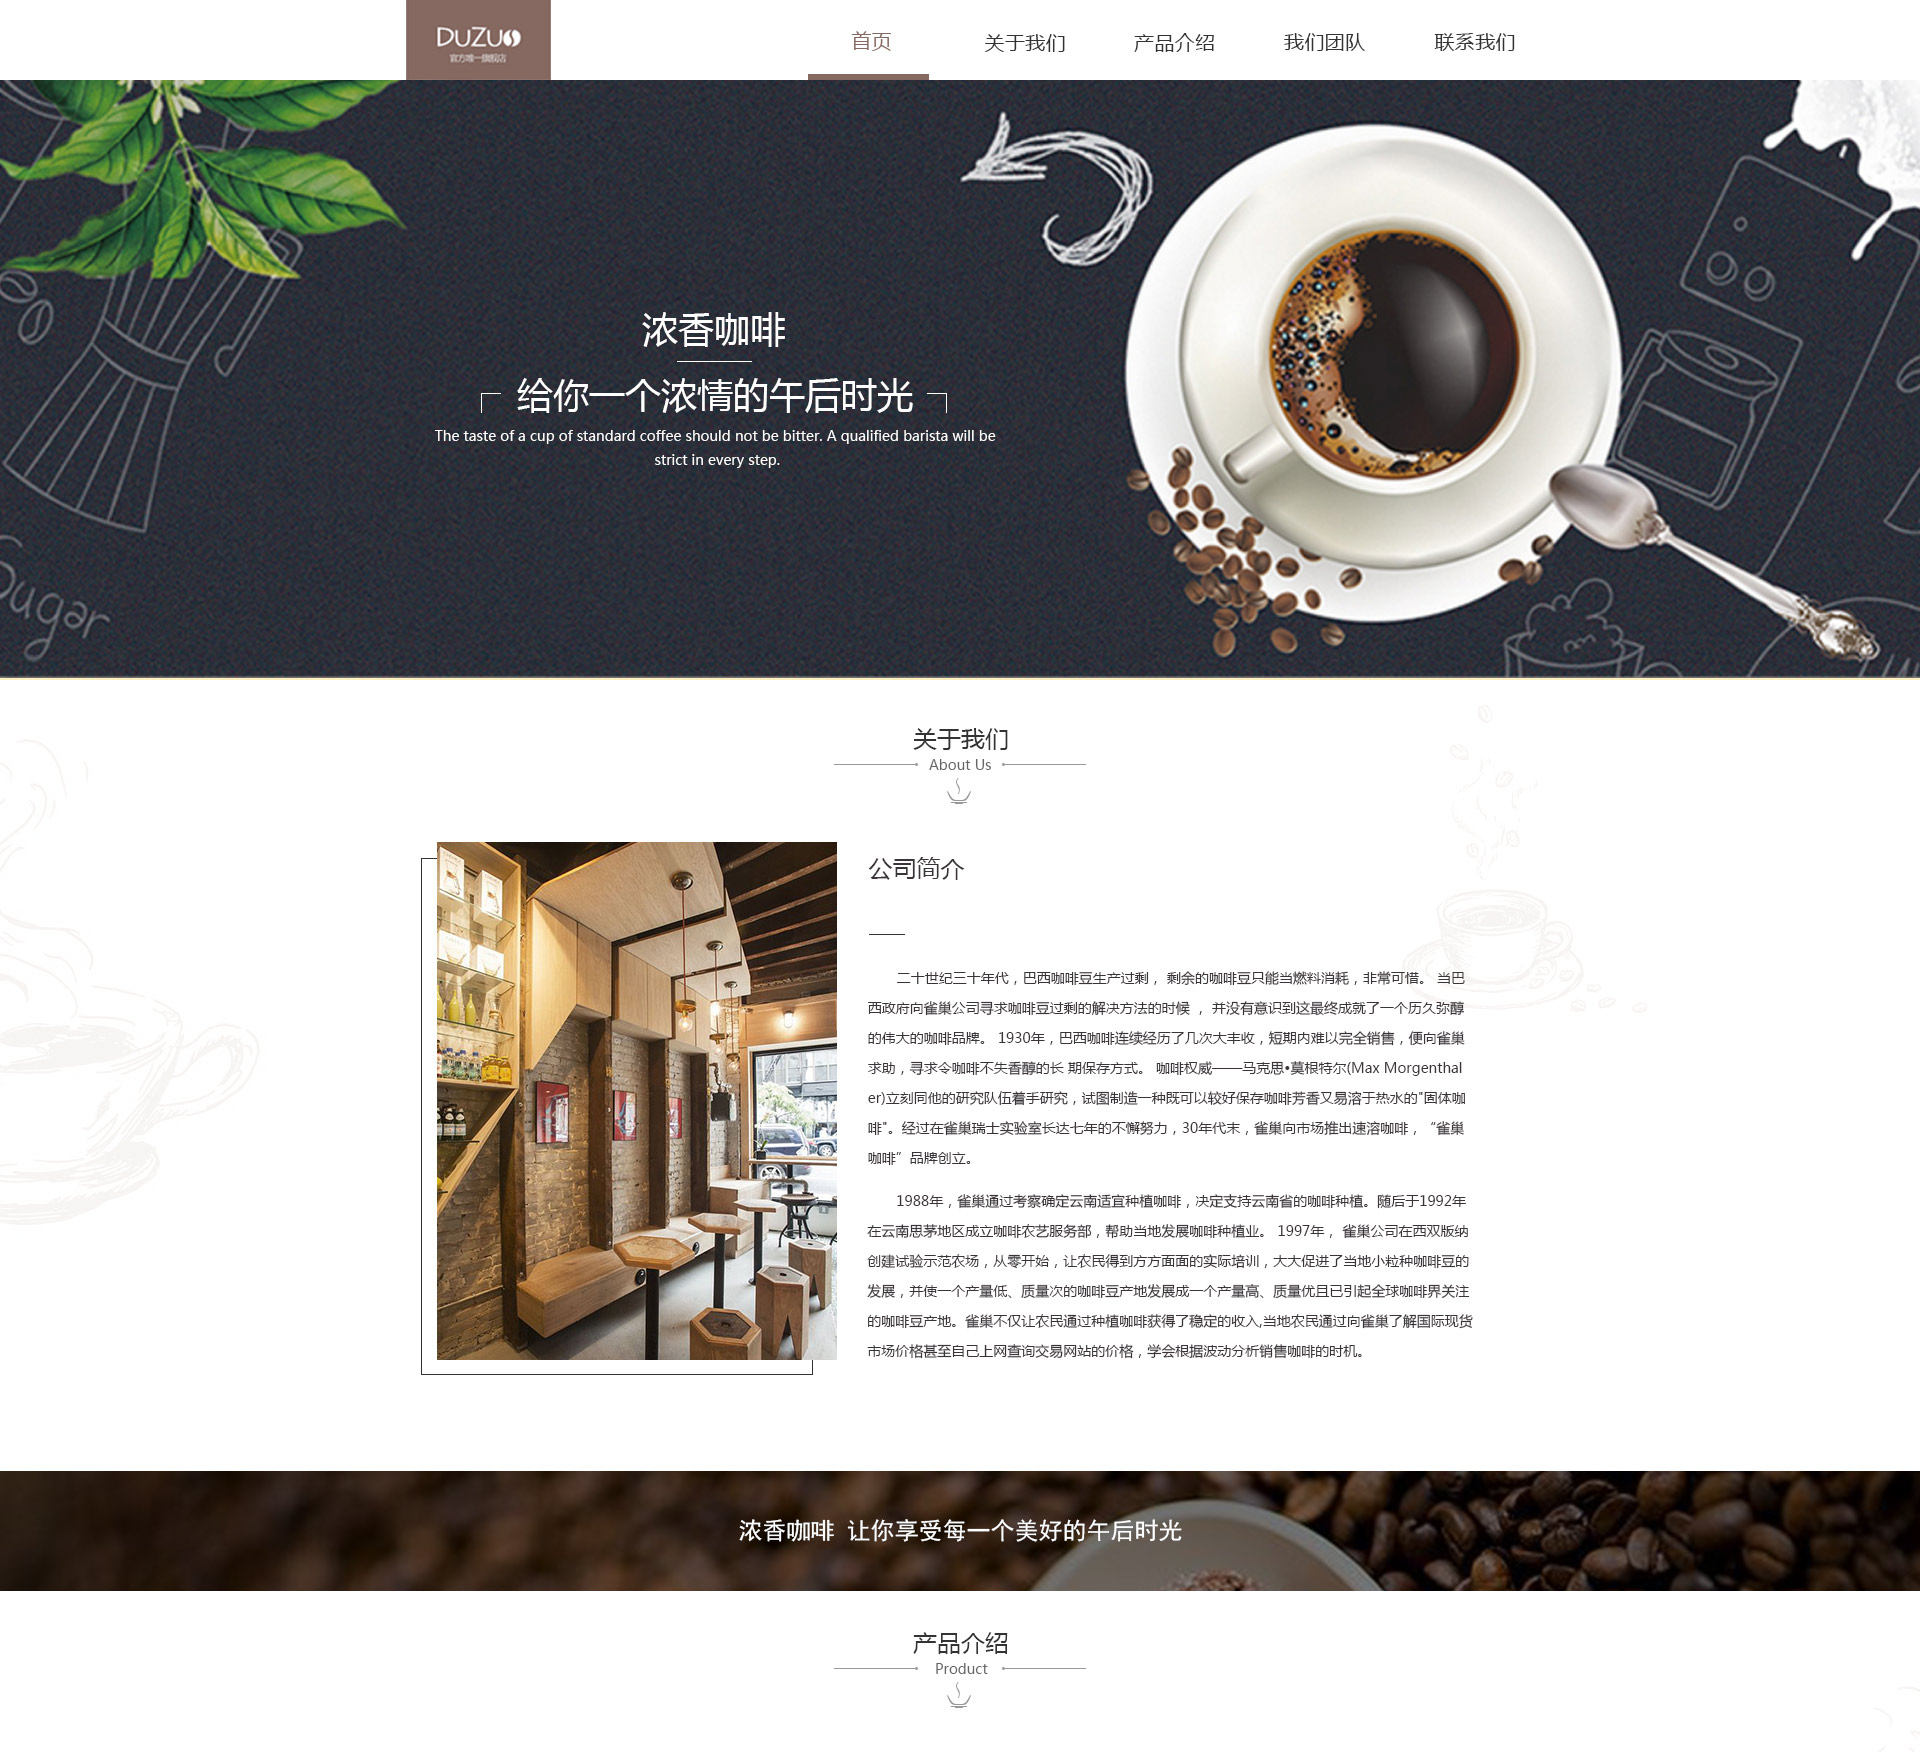 DuZuo
官方唯一旗舰店
首页
关于我们
产品介绍
我们团队
联系我们
浓香咖啡
给你一个浓情的午后时光
The taste of a cup of standard coffee should not be bitter. A qualified barista will be
strict in every step.
Sugar
关于我们
About Us
公司简介
二十世纪三十年代，巴西咖啡豆生产过剩， 剩余的咖啡豆只能当燃料消耗，非常可惜。 当巴
西政府向雀巢公司寻求咖啡豆过剩的解决方法的时候 ， 并没有意识到这最终成就了一个历久弥醇
的伟大的咖啡品牌。 1930年，巴西咖啡连续经历了几次大丰收，短期内难以完全销售，便向雀巢
求助，寻求令咖啡不失香醇的长 期保存方式。 咖啡权威——马克思•莫根特尔(Max Morgenthal
er)立刻同他的研究队伍着手研究，试图制造一种既可以较好保存咖啡芳香又易溶于热水的"固体咖
啡"。经过在雀巢瑞士实验室长达七年的不懈努力，30年代末，雀巢向市场推出速溶咖啡，“雀巢
咖啡”品牌创立。
1988年，雀巢通过考察确定云南适宜种植咖啡，决定支持云南省的咖啡种植。随后于1992年
在云南思茅地区成立咖啡农艺服务部，帮助当地发展咖啡种植业。 1997年， 雀巢公司在西双版纳
创建试验示范农场，从零开始，让农民得到方方面面的实际培训，大大促进了当地小粒种咖啡豆的
发展，并使一个产量低、质量次的咖啡豆产地发展成一个产量高、质量优且已引起全球咖啡界关注
的咖啡豆产地。雀巢不仅让农民通过种植咖啡获得了稳定的收入,当地农民通过向雀巢了解国际现货
市场价格甚至自己上网查询交易网站的价格，学会根据波动分析销售咖啡的时机。
浓香咖啡 让你享受每一个美好的午后时光
产品介绍
Product